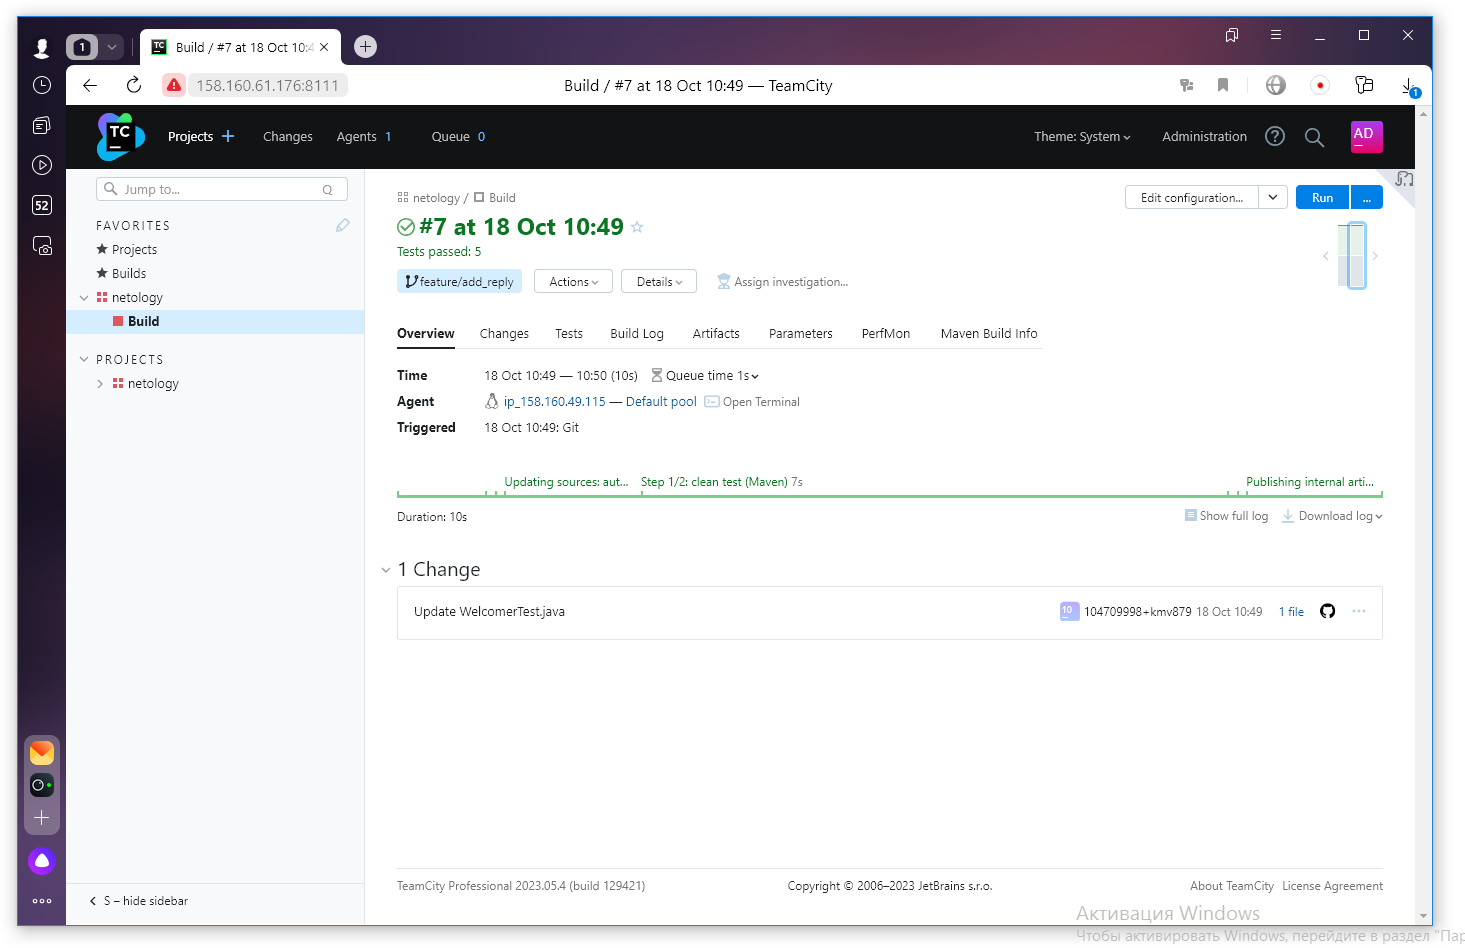 1
TC
Build / #7 at 18 Oct 10:4
158.160.61.176:8111
Build / #7 at 18 Oct 10:49 — TeamCity
1
52
TC
Projects
Changes
Agents 1
Queue 0
Theme: System
Administration
AD
Jump to...
Q
FAVORITES
Projects
Builds
netology
Build
PROJECTS
netology
S – hide sidebar
netology / Build
Edit configuration...
Run
...
#7 at 18 Oct 10:49
Tests passed: 5
feature/add_reply
Actions
Details
Assign investigation...
Overview
Changes
Tests
Build Log
Artifacts
Parameters
PerfMon
Maven Build Info
Time 18 Oct 10:49 — 10:50 (10s) Queue time 1s
Agent ip_158.160.49.115 — Default pool Open Terminal
Triggered 18 Oct 10:49: Git
Updating sources: aut... Step 1/2: clean test (Maven) 7s Publishing internal arti...
Duration: 10s
Show full log
Download log
1 Change
Update WelcomerTest.java
10
104709998+kmv879 18 Oct 10:49 1 file
TeamCity Professional 2023.05.4 (build 129421)
Copyright © 2006–2023 JetBrains s.r.o.
About TeamCity License Agreement
Активация Windows
Чтобы активировать Windows, перейдите в раздел "Пар